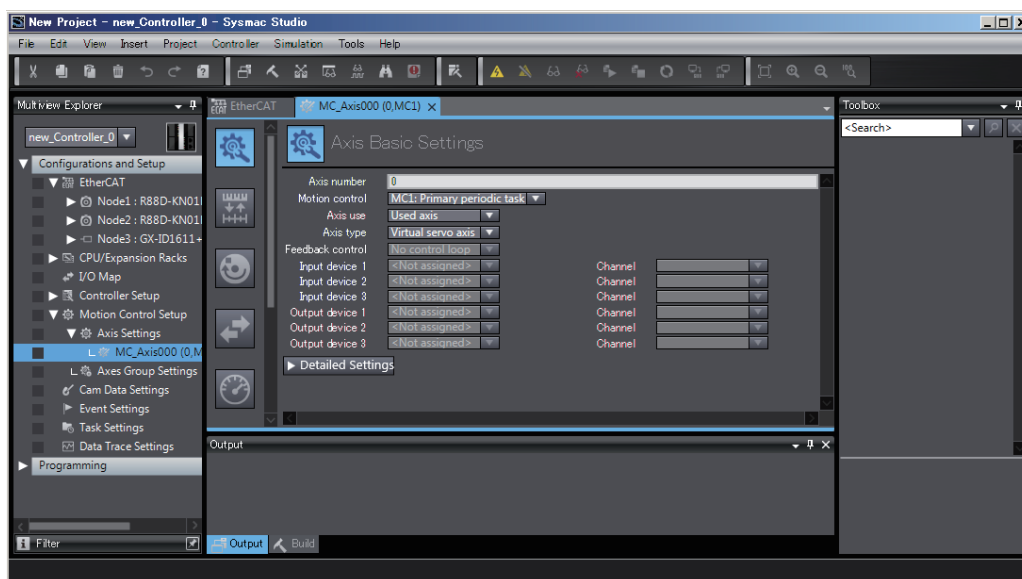 New Project - new_Controller_0 - Sysmac Studio
File Edit View Insert Project Controller Simulation Tools Help
Multiview Explorer
new_Controller_0
Configurations and Setup
EtherCAT
Node1 : R88D-KN01
Node2 : R88D-KN01
Node3 : GX-ID1611+
CPU/Expansion Racks
I/O Map
Controller Setup
Motion Control Setup
Axis Settings
MC_Axis000 (0,M
Axes Group Settings
Cam Data Settings
Event Settings
Task Settings
Data Trace Settings
Programming
Filter
EtherCAT
MC_Axis000 (0,MC1)
Axis Basic Settings
Axis number 0
Motion control MC1: Primary periodic task
Axis use Used axis
Axis type Virtual servo axis
Feedback control No control loop
Input device 1 <Not assigned> Channel
Input device 2 <Not assigned> Channel
Input device 3 <Not assigned> Channel
Output device 1 <Not assigned> Channel
Output device 2 <Not assigned> Channel
Output device 3 <Not assigned> Channel
Detailed Settings
Output
Output Build
Toolbox
<Search>